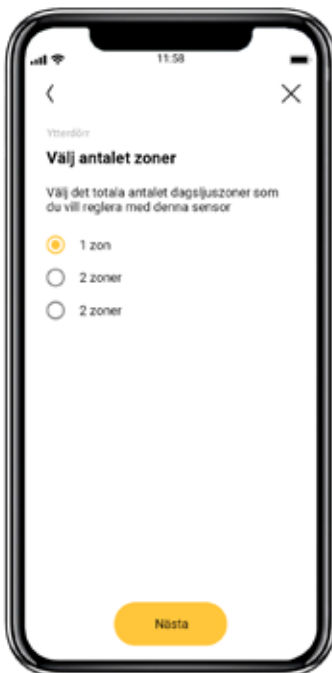 11:58
Ytterdörr
Välj antalet zoner
Välj det totala antalet dagsljuszoner som
du vill reglera med denna sensor
1 zon
2 zoner
2 zoner
Nästa